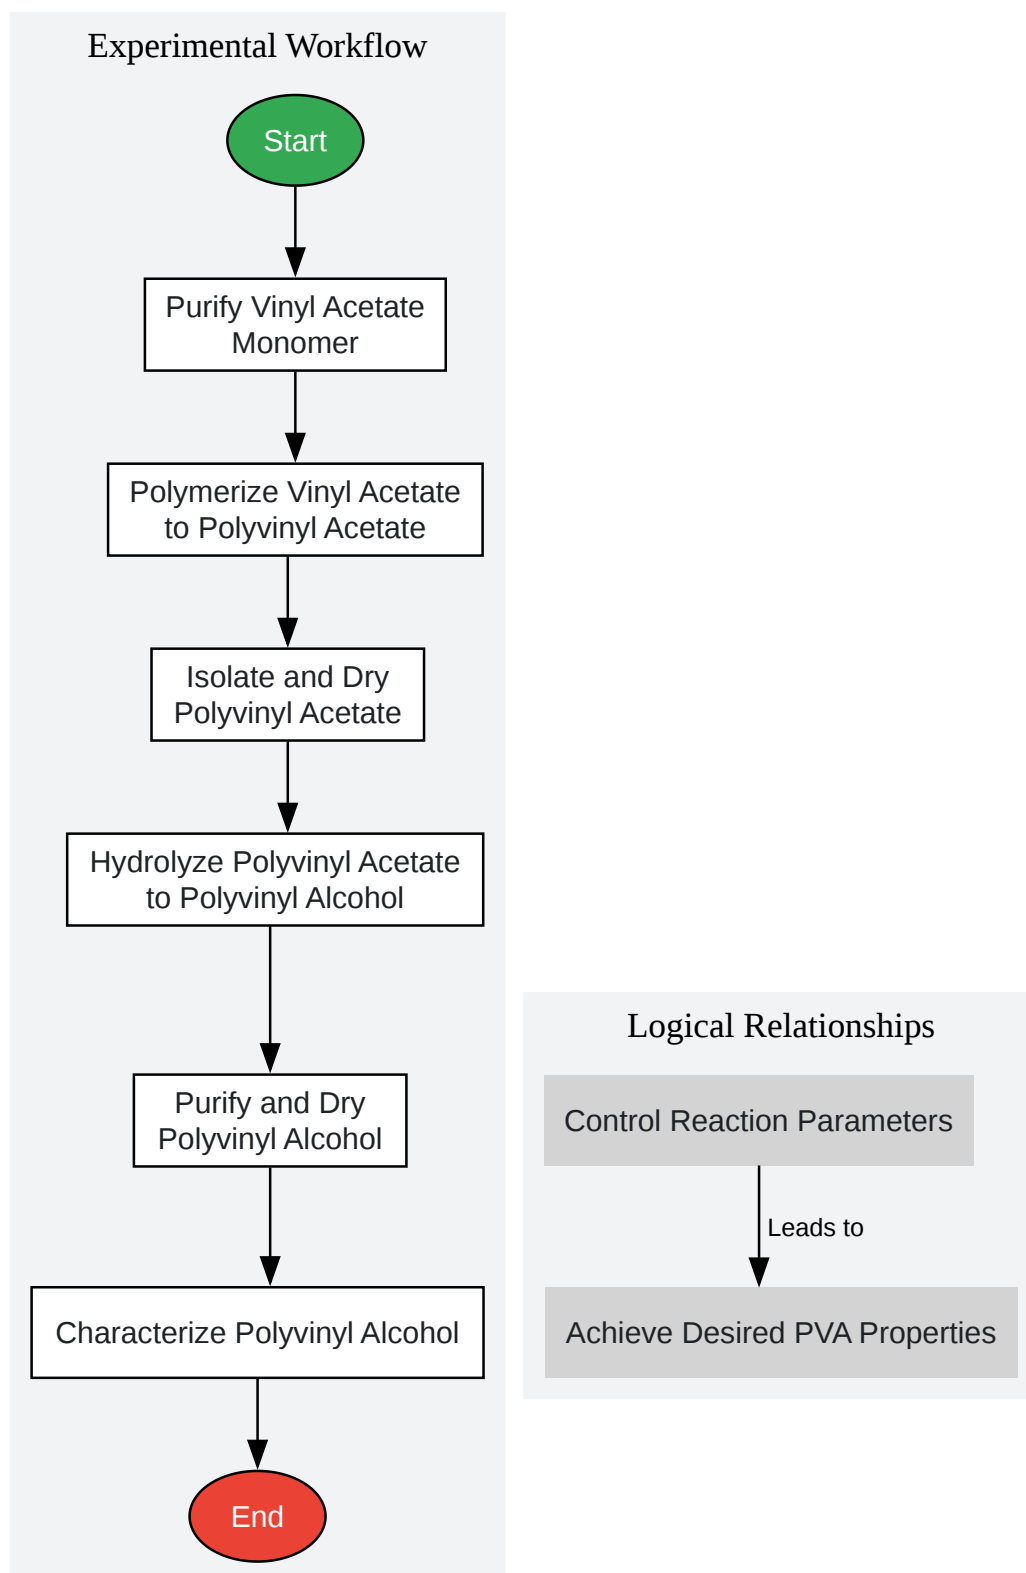 Experimental Workflow
Start
Purify Vinyl Acetate
Monomer
Polymerize Vinyl Acetate
to Polyvinyl Acetate
Isolate and Dry
Polyvinyl Acetate
Hydrolyze Polyvinyl Acetate
to Polyvinyl Alcohol
Purify and Dry
Polyvinyl Alcohol
Characterize Polyvinyl Alcohol
End
Logical Relationships
Control Reaction Parameters
Leads to
Achieve Desired PVA Properties